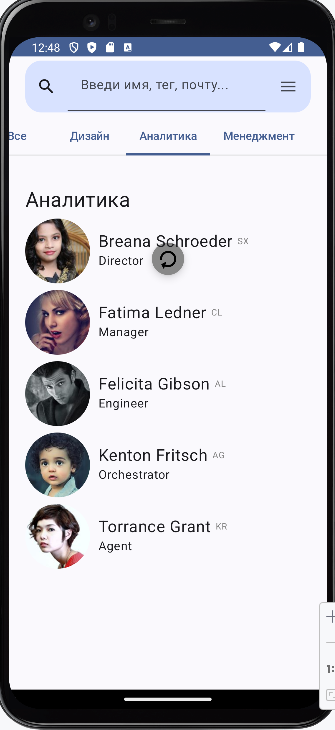 12:48
Введи имя, тег, почту...
Все Дизайн Аналитика Менеджмент
Аналитика
Breana Schroeder SX
Director
Fatima Ledner CL
Manager
Felicita Gibson AL
Engineer
Kenton Fritsch AG
Orchestrator
Torrance Grant KR
Agent